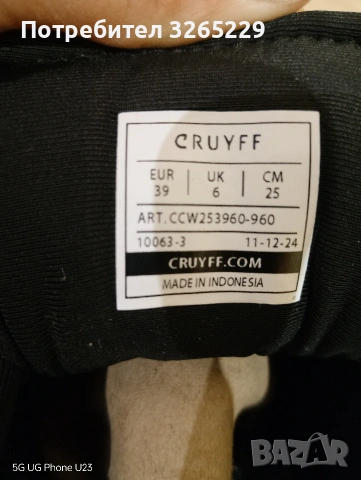 Потребител 3265229
CRUYFF
EUR UK CM
39 6 25
ART.CCW253960-960
10063-3 11-12-24
CRUYFF.COM
MADE IN INDONESIA
5G UG Phone U23
BAZAR